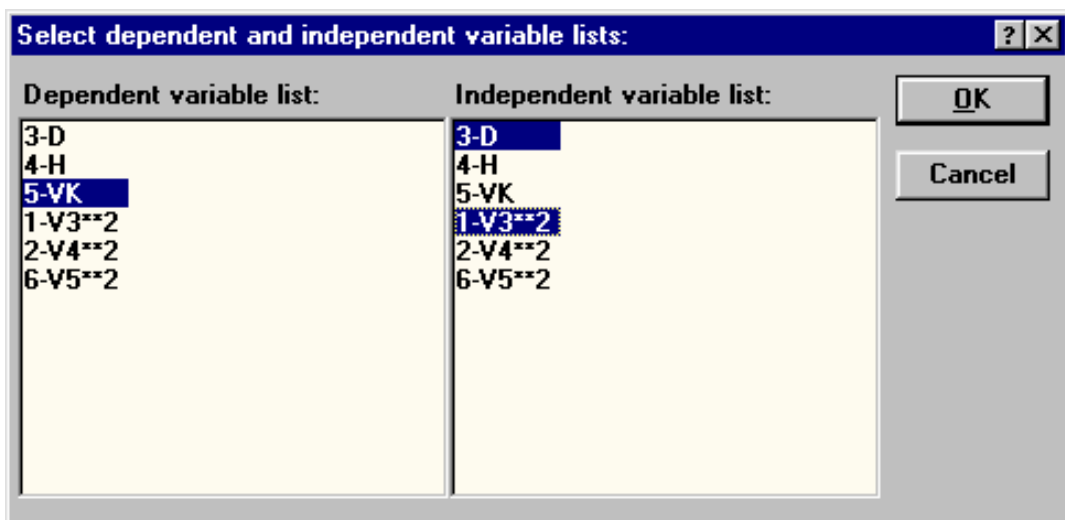 Select dependent and independent variable lists:
? X
Dependent variable list:
3-D
4-H
5-VK
1-V3**2
2-V4**2
6-V5**2
Independent variable list:
3-D
4-H
5-VK
1-V3**2
2-V4**2
6-V5**2
OK
Cancel